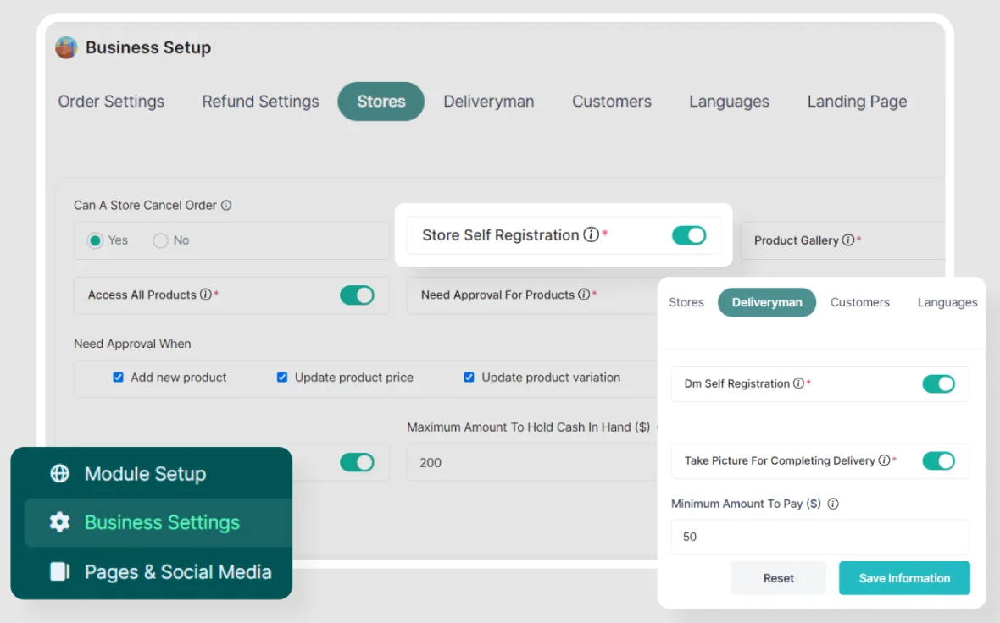 Business Setup
Order Settings Refund Settings Stores Deliveryman Customers Languages Landing Page
Can A Store Cancel Order
Yes No
Store Self Registration *
Product Gallery *
Access All Products *
Need Approval For Products *
Need Approval When
Add new product Update product price Update product variation
Maximum Amount To Hold Cash In Hand ($)
200
Module Setup
Business Settings
Pages & Social Media
Stores Deliveryman Customers Languages
Dm Self Registration *
Take Picture For Completing Delivery *
Minimum Amount To Pay ($)
50
Reset Save Information